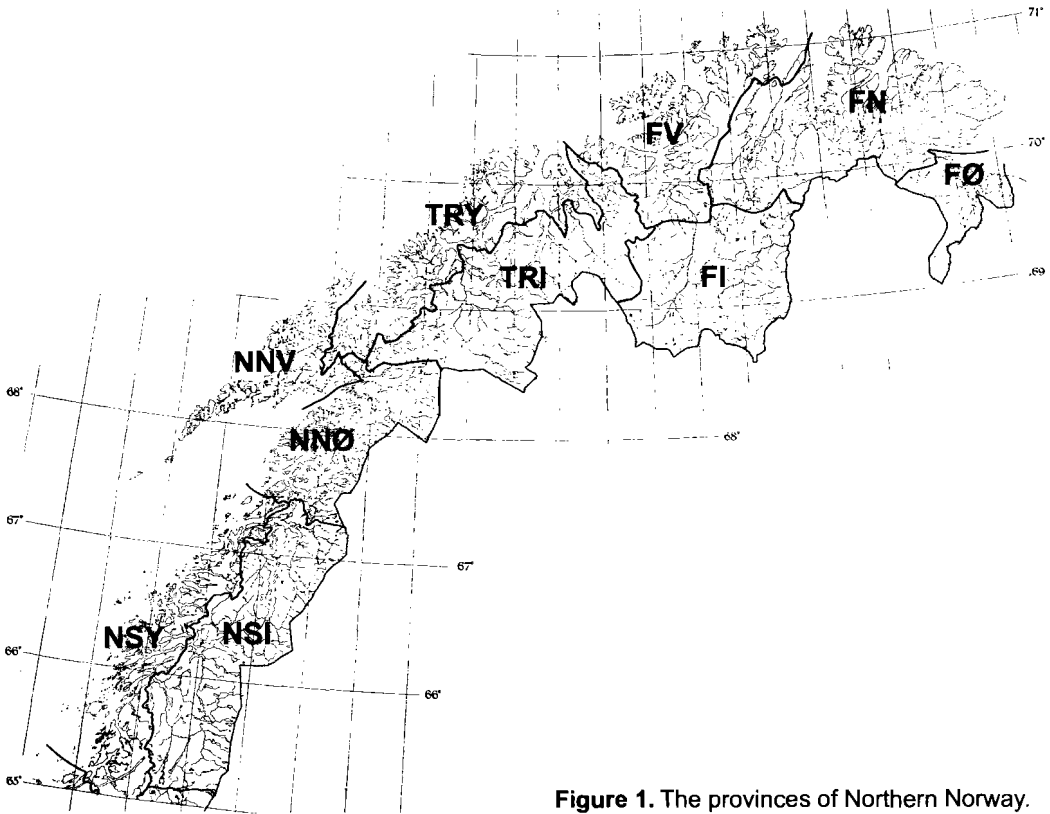 71°
FN
FV
70°
FØ
TRY
TRI
FI
69
NNV
68°
NNØ
68°
67°
67°
NSY
NSI
66°
66°
65°
Figure 1. The provinces of Northern Norway.